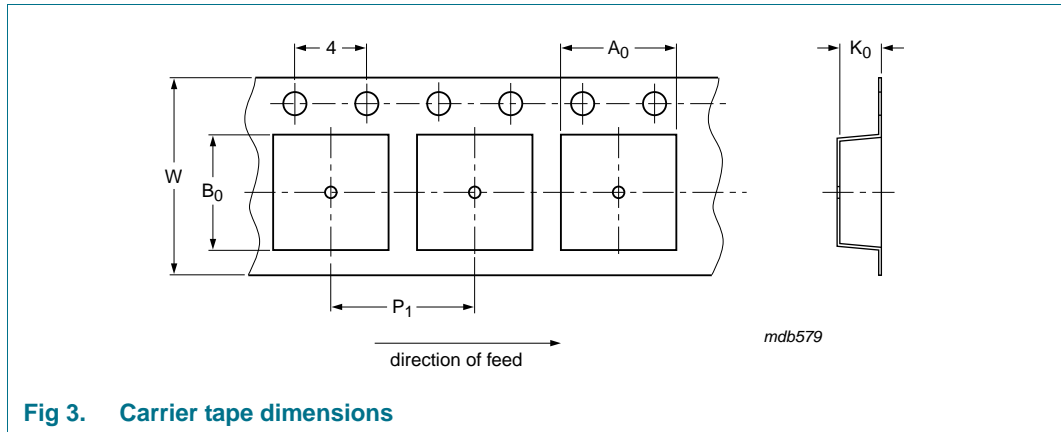 4
A0
K0
W
B0
P1
direction of feed
mdb579
Fig 3. Carrier tape dimensions